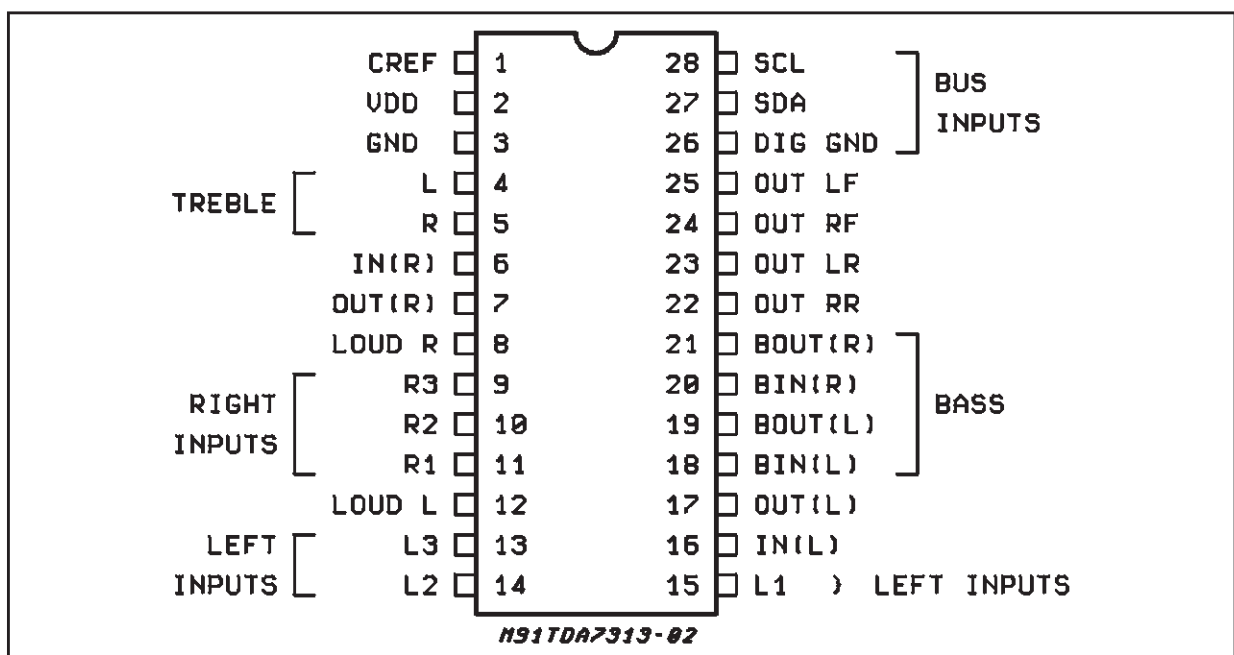 CREF 1 28 SCL
VDD 2 27 SDA
GND 3 26 DIG GND
BUS
INPUTS
L 4 25 OUT LF
TREBLE
R 5 24 OUT RF
IN(R) 6 23 OUT LR
OUT(R) 7 22 OUT RR
LOUD R 8 21 BOUT(R)
R3 9 20 BIN(R)
RIGHT
INPUTS
BASS
R2 10 19 BOUT(L)
R1 11 18 BIN(L)
LOUD L 12 17 OUT(L)
LEFT
INPUTS
L3 13 16 IN(L)
L2 14 15 L1 ) LEFT INPUTS
M91TDA7313-02